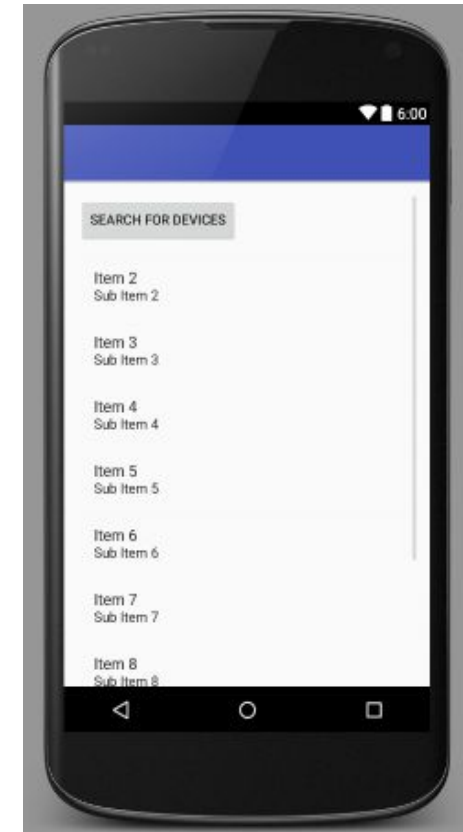 6:00
SEARCH FOR DEVICES
Item 2
Sub Item 2
Item 3
Sub Item 3
Item 4
Sub Item 4
Item 5
Sub Item 5
Item 6
Sub Item 6
Item 7
Sub Item 7
Item 8
Sub Item 8